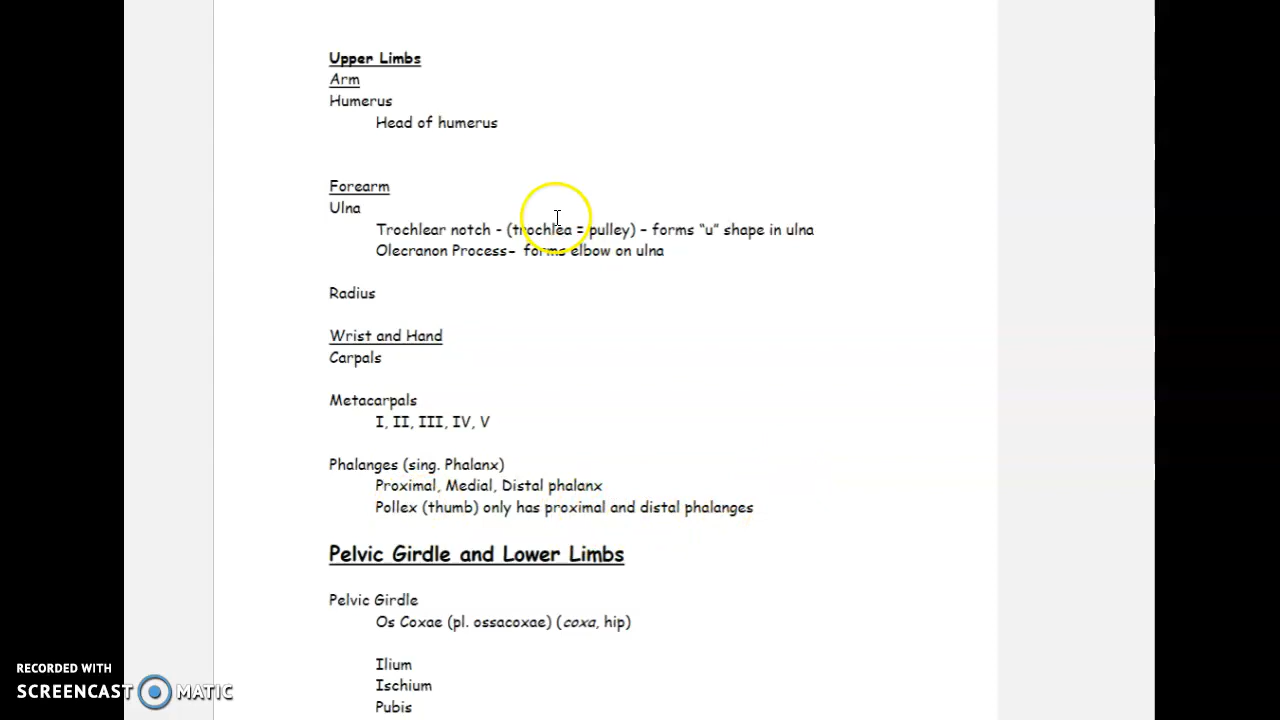 Upper Limbs
Arm
Humerus
Head of humerus
Forearm
Ulna
Trochlear notch - (trochlea = pulley) – forms “u” shape in ulna
Olecranon Process– forms elbow on ulna
Radius
Wrist and Hand
Carpals
Metacarpals
I, II, III, IV, V
Phalanges (sing. Phalanx)
Proximal, Medial, Distal phalanx
Pollex (thumb) only has proximal and distal phalanges
Pelvic Girdle and Lower Limbs
Pelvic Girdle
Os Coxae (pl. ossacoxae) (coxa, hip)
Ilium
Ischium
Pubis
RECORDED WITH
SCREENCAST MATIC